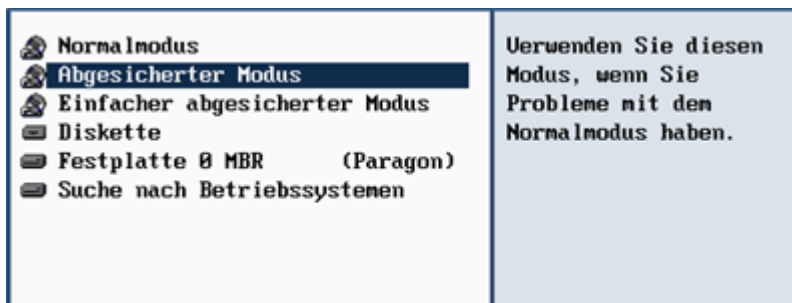 Normalmodus
Abgesicherter Modus
Einfacher abgesicherter Modus
Diskette
Festplatte 0 MBR (Paragon)
Suche nach Betriebssystemen
Verwenden Sie diesen
Modus, wenn Sie
Probleme mit dem
Normalmodus haben.